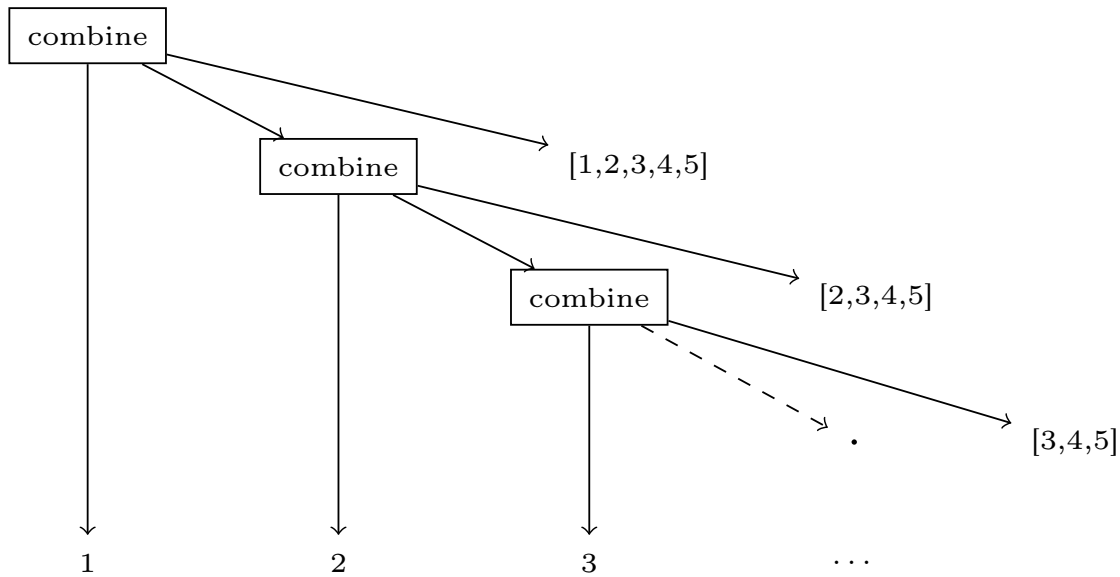 combine
combine
[1,2,3,4,5]
combine
[2,3,4,5]
.
[3,4,5]
1 2 3 ...